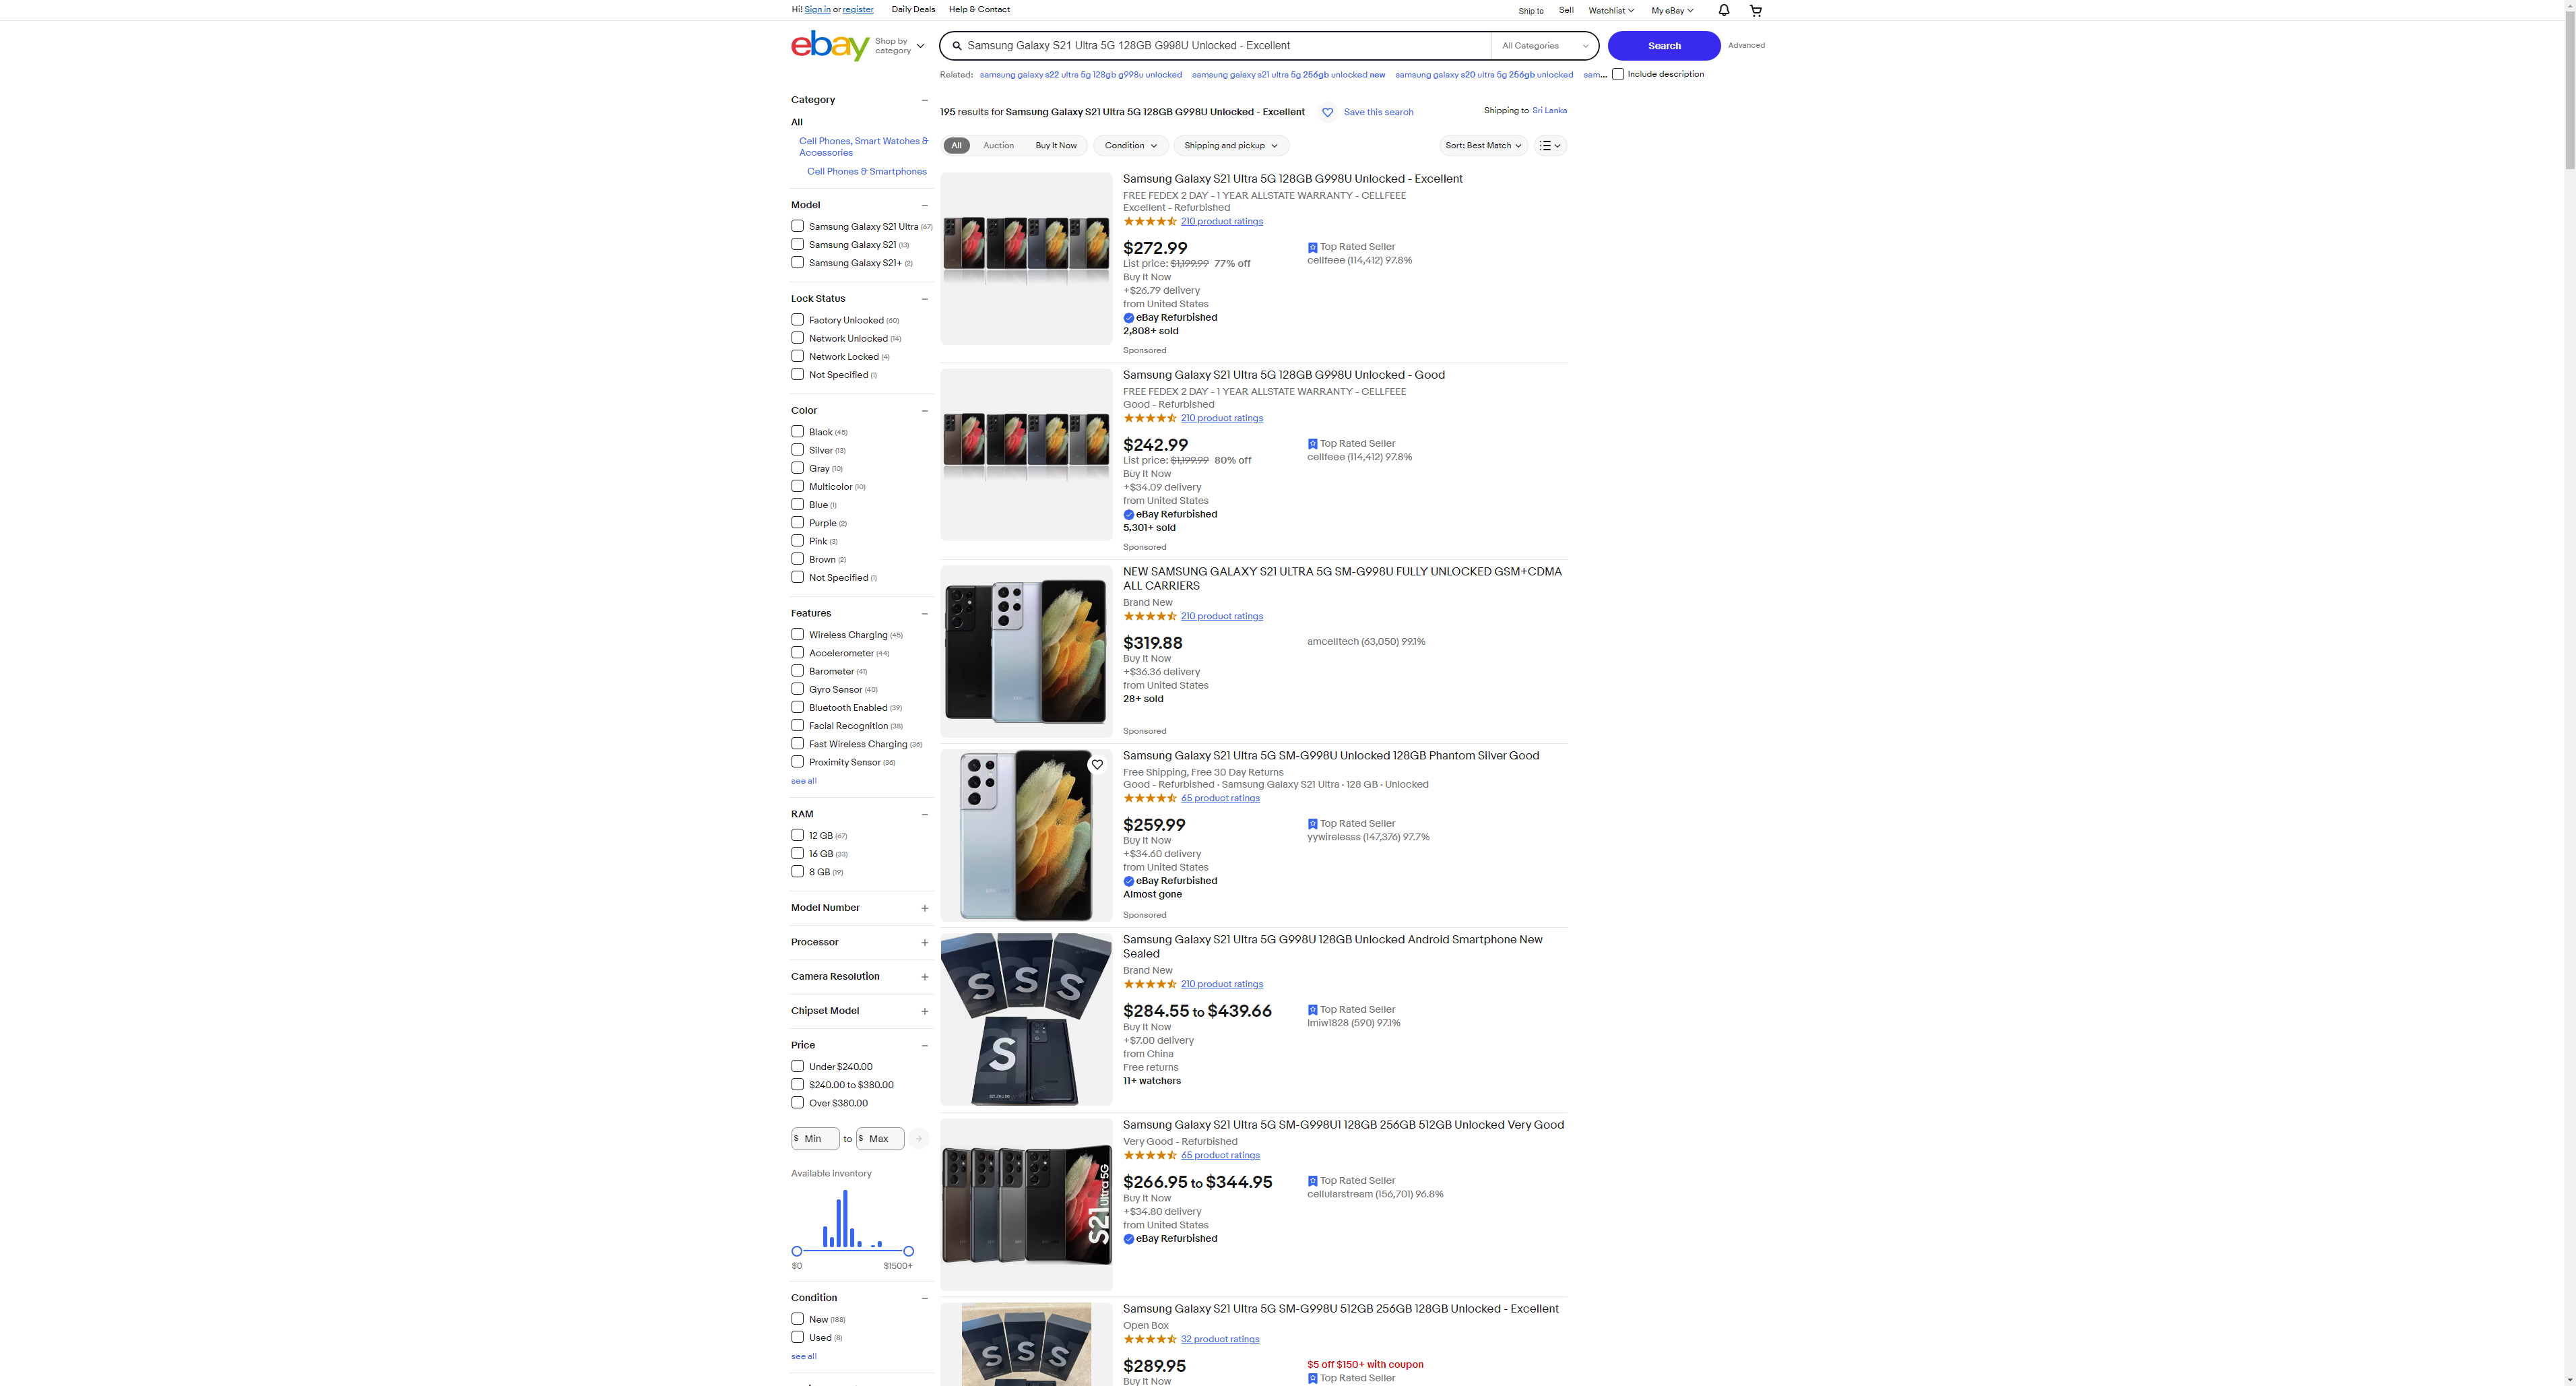 Hi! Sign in or register
Daily Deals
Help & Contact
Ship to
Sell
Watchlist
My eBay
ebay
Shop by
category
Samsung Galaxy S21 Ultra 5G 128GB G998U Unlocked - Excellent
All Categories
Search
Advanced
Related: samsung galaxy s22 ultra 5g 128gb g998u unlocked samsung galaxy s21 ultra 5g 256gb unlocked new samsung galaxy s20 ultra 5g 256gb unlocked sam...
Include description
Category
All
Cell Phones, Smart Watches &
Accessories
Cell Phones & Smartphones
Model
Samsung Galaxy S21 Ultra (67)
Samsung Galaxy S21 (13)
Samsung Galaxy S21+ (2)
Lock Status
Factory Unlocked (60)
Network Unlocked (14)
Network Locked (4)
Not Specified (1)
Color
Black (45)
Silver (13)
Gray (10)
Multicolor (10)
Blue (1)
Purple (2)
Pink (3)
Brown (2)
Not Specified (1)
Features
Wireless Charging (45)
Accelerometer (44)
Barometer (41)
Gyro Sensor (40)
Bluetooth Enabled (39)
Facial Recognition (38)
Fast Wireless Charging (36)
Proximity Sensor (36)
see all
RAM
12 GB (67)
16 GB (33)
8 GB (19)
Model Number
Processor
Camera Resolution
Chipset Model
Price
Under $240.00
$240.00 to $380.00
Over $380.00
$ Min to $ Max
Available inventory
$0
$1500+
Condition
New (188)
Used (8)
see all
195 results for Samsung Galaxy S21 Ultra 5G 128GB G998U Unlocked - Excellent
Save this search
Shipping to Sri Lanka
All
Auction
Buy It Now
Condition
Shipping and pickup
Sort: Best Match
Samsung Galaxy S21 Ultra 5G 128GB G998U Unlocked - Excellent
FREE FEDEX 2 DAY - 1 YEAR ALLSTATE WARRANTY - CELLFEEE
Excellent - Refurbished
210 product ratings
$272.99
List price: $1,199.99 77% off
Buy It Now
+$26.79 delivery
from United States
eBay Refurbished
2,808+ sold
Sponsored
Top Rated Seller
cellfeee (114,412) 97.8%
Samsung Galaxy S21 Ultra 5G 128GB G998U Unlocked - Good
FREE FEDEX 2 DAY - 1 YEAR ALLSTATE WARRANTY - CELLFEEE
Good - Refurbished
210 product ratings
$242.99
List price: $1,199.99 80% off
Buy It Now
+$34.09 delivery
from United States
eBay Refurbished
5,301+ sold
Sponsored
Top Rated Seller
cellfeee (114,412) 97.8%
NEW SAMSUNG GALAXY S21 ULTRA 5G SM-G998U FULLY UNLOCKED GSM+CDMA
ALL CARRIERS
Brand New
210 product ratings
$319.88
Buy It Now
+$36.36 delivery
from United States
28+ sold
Sponsored
amcelltech (63,050) 99.1%
Samsung Galaxy S21 Ultra 5G SM-G998U Unlocked 128GB Phantom Silver Good
Free Shipping, Free 30 Day Returns
Good - Refurbished · Samsung Galaxy S21 Ultra · 128 GB · Unlocked
65 product ratings
$259.99
Buy It Now
+$34.60 delivery
from United States
eBay Refurbished
Almost gone
Sponsored
Top Rated Seller
yywirelesss (147,376) 97.7%
S S S
S
Samsung Galaxy S21 Ultra 5G G998U 128GB Unlocked Android Smartphone New
Sealed
Brand New
210 product ratings
$284.55 to $439.66
Buy It Now
+$7.00 delivery
from China
Free returns
11+ watchers
Top Rated Seller
lmiw1828 (590) 97.1%
S21 Ultra 5G
Samsung Galaxy S21 Ultra 5G SM-G998U1 128GB 256GB 512GB Unlocked Very Good
Very Good - Refurbished
65 product ratings
$266.95 to $344.95
Buy It Now
+$34.80 delivery
from United States
eBay Refurbished
Top Rated Seller
cellularstream (156,701) 96.8%
S S S
Samsung Galaxy S21 Ultra 5G SM-G998U 512GB 256GB 128GB Unlocked - Excellent
Open Box
32 product ratings
$289.95
Buy It Now
$5 off $150+ with coupon
Top Rated Seller